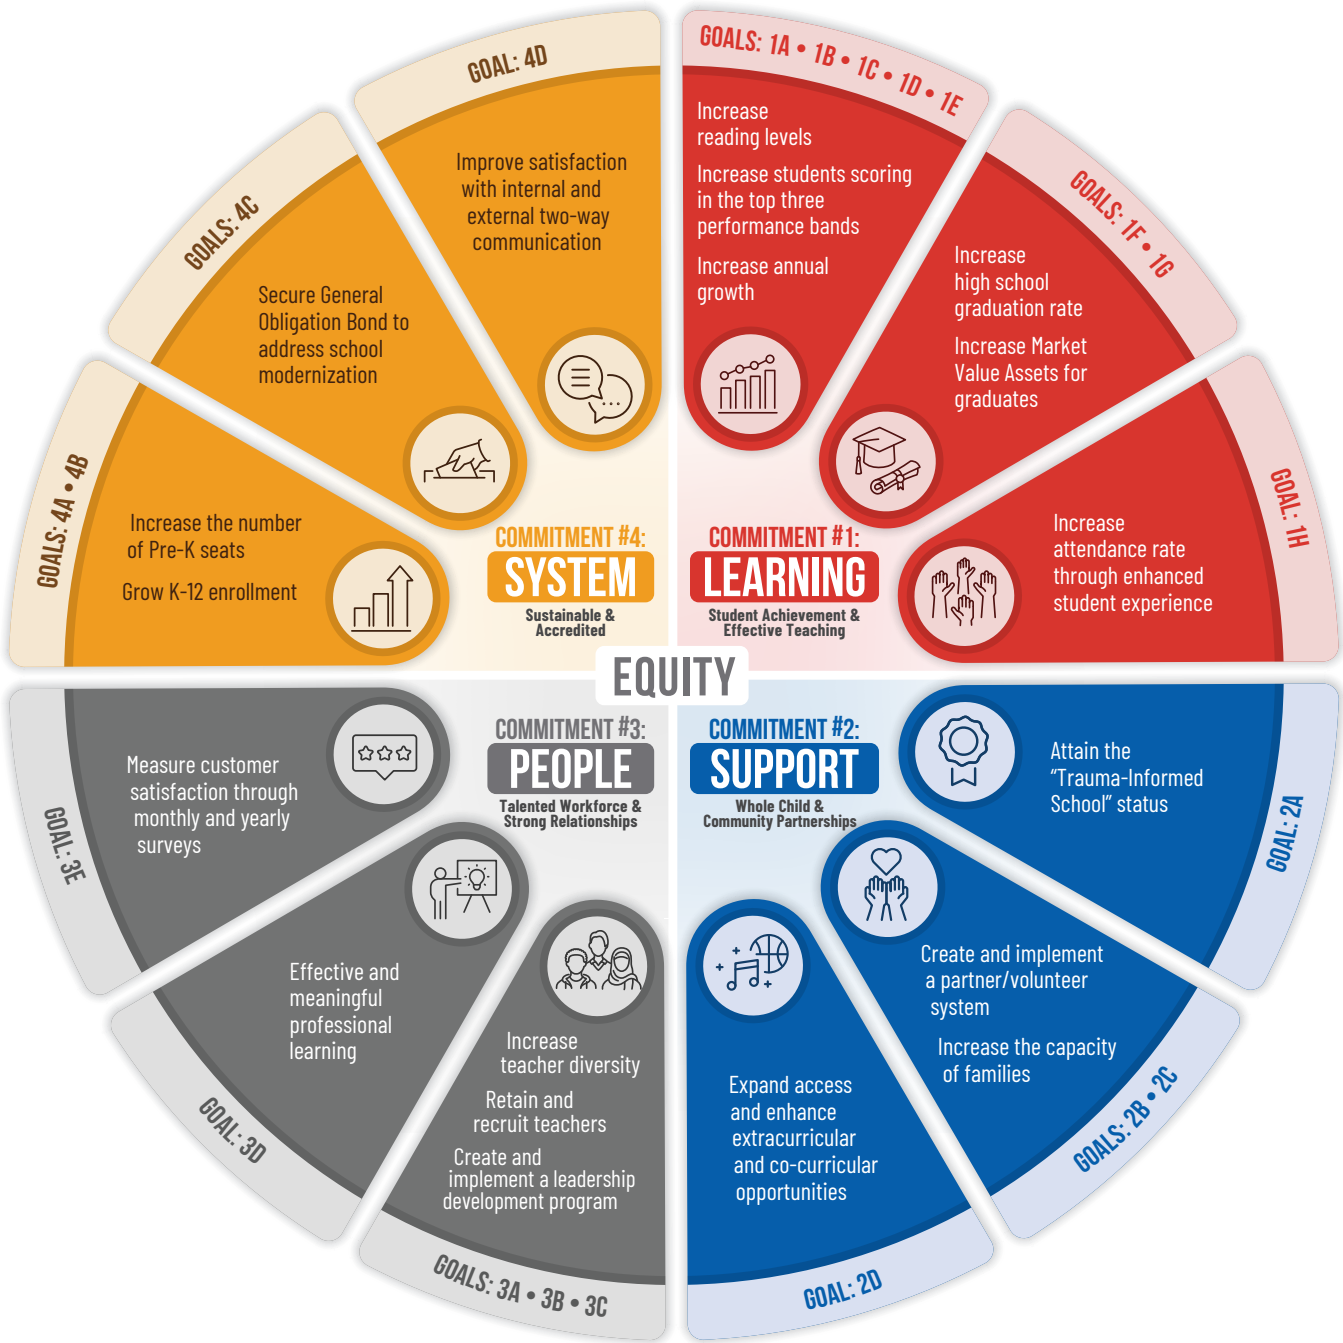 GOALS: 1A • 1B • 1C • 1D • 1E
Increase
reading levels
Increase students scoring
in the top three
performance bands
Increase annual
growth
GOALS: 1F • 1G
Increase
high school
graduation rate
Increase Market
Value Assets for
graduates
GOAL: 1H
Increase
attendance rate
through enhanced
student experience
COMMITMENT #1:
LEARNING
Student Achievement &
Effective Teaching
GOAL: 2A
Attain the
“Trauma-Informed
School” status
GOALS: 2B • 2C
Create and implement
a partner/volunteer
system
Increase the capacity
of families
GOAL: 2D
Expand access
and enhance
extracurricular
and co-curricular
opportunities
COMMITMENT #2:
SUPPORT
Whole Child &
Community Partnerships
GOALS: 3A • 3B • 3C
Increase
teacher diversity
Retain and
recruit teachers
Create and
implement a leadership
development program
GOAL: 3D
Effective and
meaningful
professional
learning
GOAL: 3E
Measure customer
satisfaction through
monthly and yearly
surveys
COMMITMENT #3:
PEOPLE
Talented Workforce &
Strong Relationships
GOALS: 4A • 4B
Increase the number
of Pre-K seats
Grow K-12 enrollment
GOALS: 4C
Secure General
Obligation Bond to
address school
modernization
GOAL: 4D
Improve satisfaction
with internal and
external two-way
communication
COMMITMENT #4:
SYSTEM
Sustainable &
Accredited
EQUITY